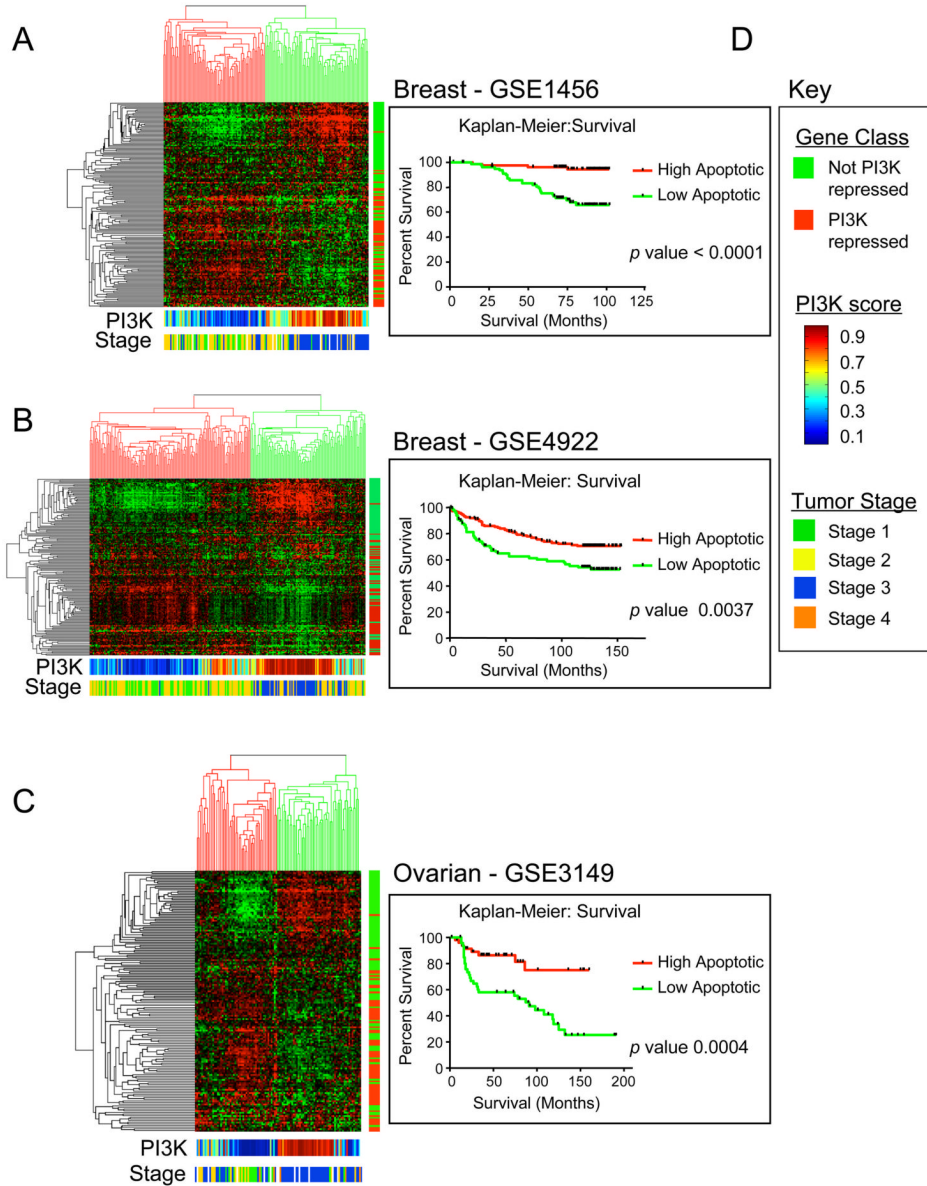 A
PI3K
Stage
Breast - GSE1456
Kaplan-Meier:Survival
Percent Survival
100
80
60
40
20
0
0 25 50 75 100 125
Survival (Months)
High Apoptotic
Low Apoptotic
p value < 0.0001
B
PI3K
Stage
Breast - GSE4922
Kaplan-Meier: Survival
Percent Survival
100
80
60
40
20
0
0 50 100 150
Survival (Months)
High Apoptotic
Low Apoptotic
p value 0.0037
C
PI3K
Stage
Ovarian - GSE3149
Kaplan-Meier: Survival
Percent Survival
100
80
60
40
20
0
0 50 100 150 200
Survival (Months)
High Apoptotic
Low Apoptotic
p value 0.0004
D
Key
Gene Class
Not PI3K
repressed
PI3K
repressed
PI3K score
0.9
0.7
0.5
0.3
0.1
Tumor Stage
Stage 1
Stage 2
Stage 3
Stage 4